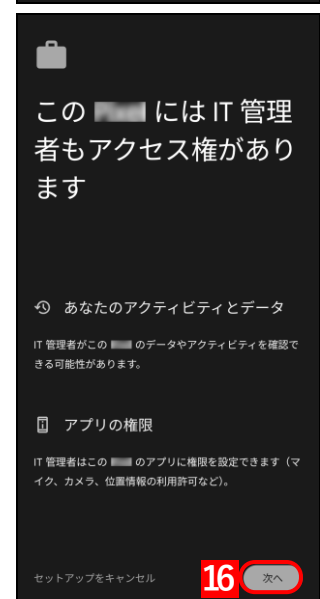 この には IT 管理
者もアクセス権があり
ます
あなたのアクティビティとデータ
IT 管理者がこの のデータやアクティビティを確認で
きる可能性があります。
アプリの権限
IT 管理者はこの のアプリに権限を設定できます（マ
イク、カメラ、位置情報の利用許可など）。
セットアップをキャンセル
16 次へ